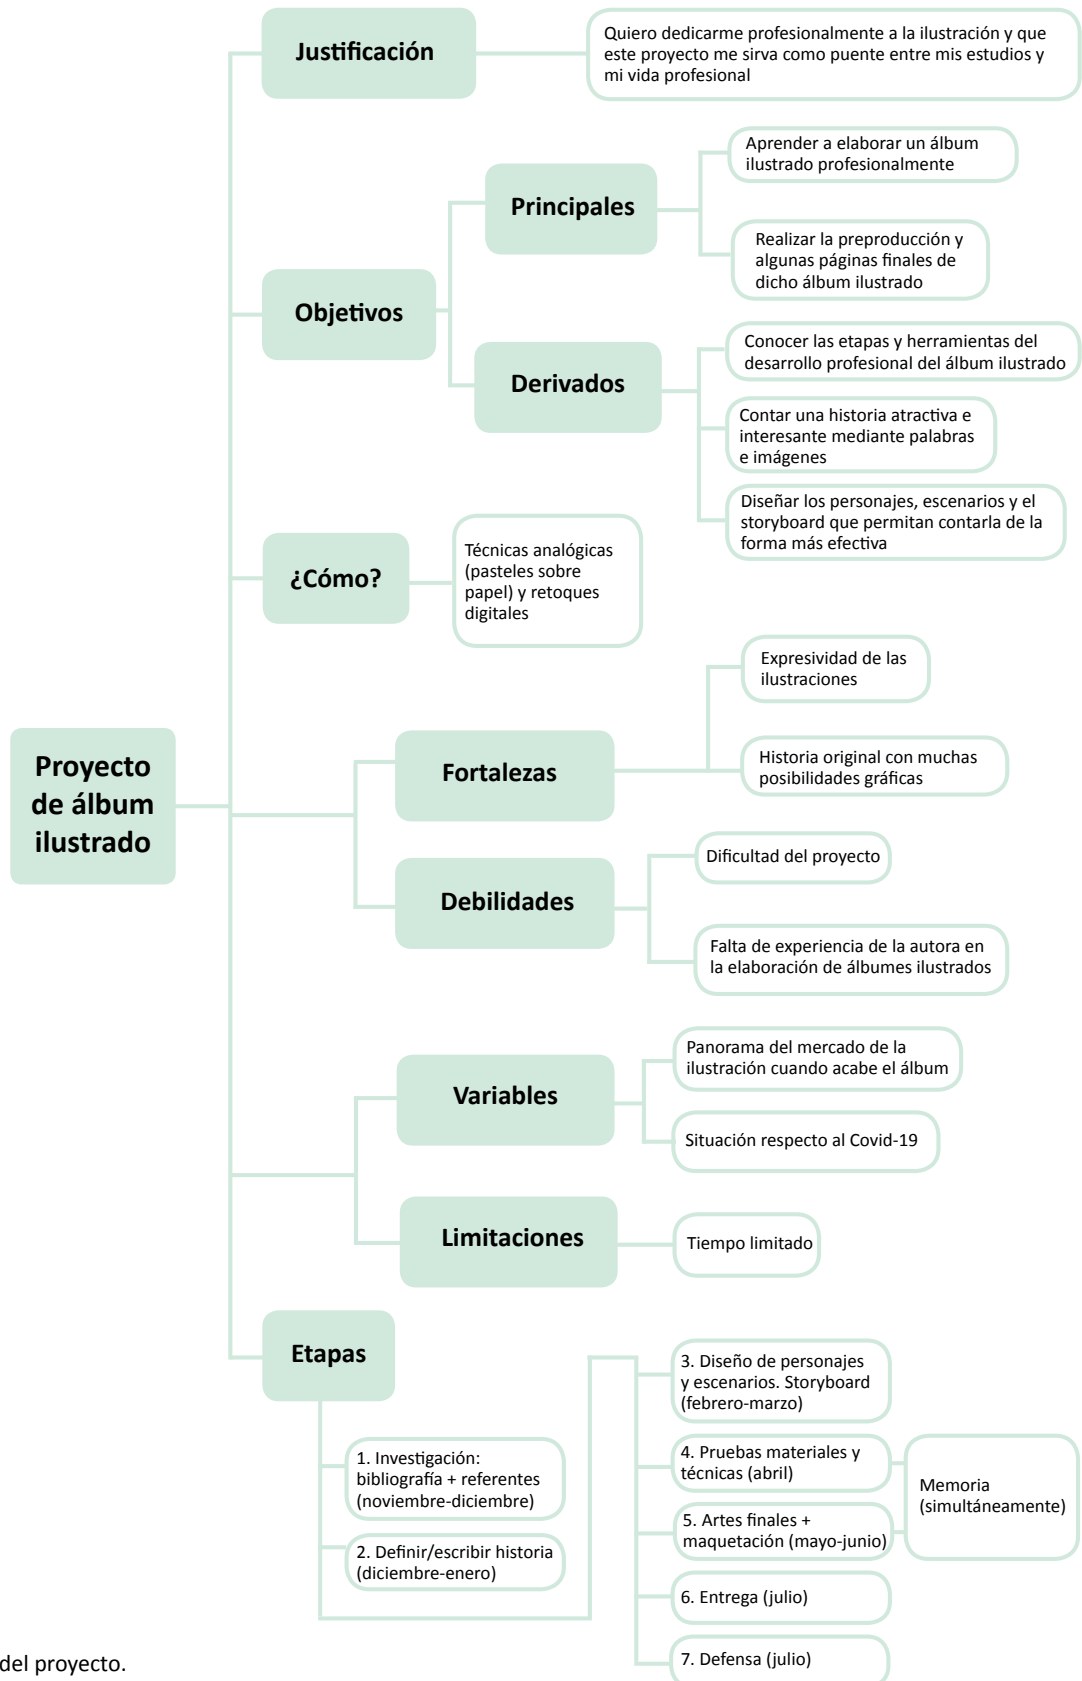 Proyecto
de álbum
ilustrado
Justificación
Quiero dedicarme profesionalmente a la ilustración y que
este proyecto me sirva como puente entre mis estudios y
mi vida profesional
Objetivos
Principales
Aprender a elaborar un álbum
ilustrado profesionalmente
Realizar la preproducción y
algunas páginas finales de
dicho álbum ilustrado
Derivados
Conocer las etapas y herramientas del
desarrollo profesional del álbum ilustrado
Contar una historia atractiva e
interesante mediante palabras
e imágenes
Diseñar los personajes, escenarios y el
storyboard que permitan contarla de la
forma más efectiva
¿Cómo?
Técnicas analógicas
(pasteles sobre
papel) y retoques
digitales
Fortalezas
Expresividad de las
ilustraciones
Historia original con muchas
posibilidades gráficas
Debilidades
Dificultad del proyecto
Falta de experiencia de la autora en
la elaboración de álbumes ilustrados
Variables
Panorama del mercado de la
ilustración cuando acabe el álbum
Situación respecto al Covid-19
Limitaciones
Tiempo limitado
Etapas
1. Investigación:
bibliografía + referentes
(noviembre-diciembre)
2. Definir/escribir historia
(diciembre-enero)
3. Diseño de personajes
y escenarios. Storyboard
(febrero-marzo)
4. Pruebas materiales y
técnicas (abril)
5. Artes finales +
maquetación (mayo-junio)
Memoria
(simultáneamente)
6. Entrega (julio)
7. Defensa (julio)
del proyecto.